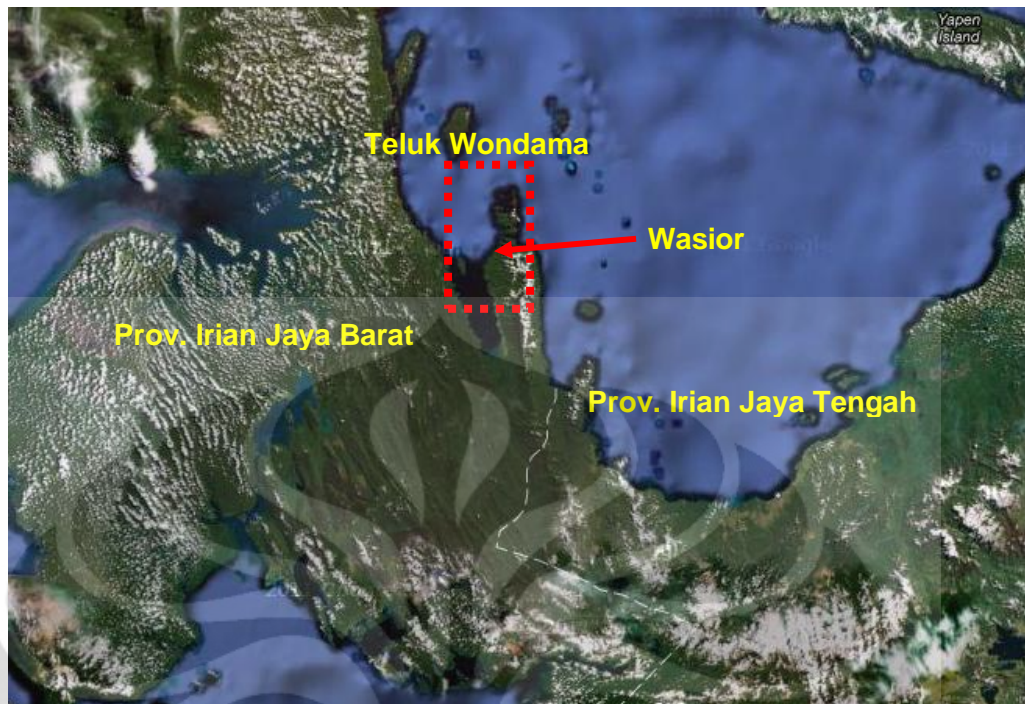 Yapen
Island
Teluk Wondama
Wasior
Prov. Irian Jaya Barat
Prov. Irian Jaya Tengah